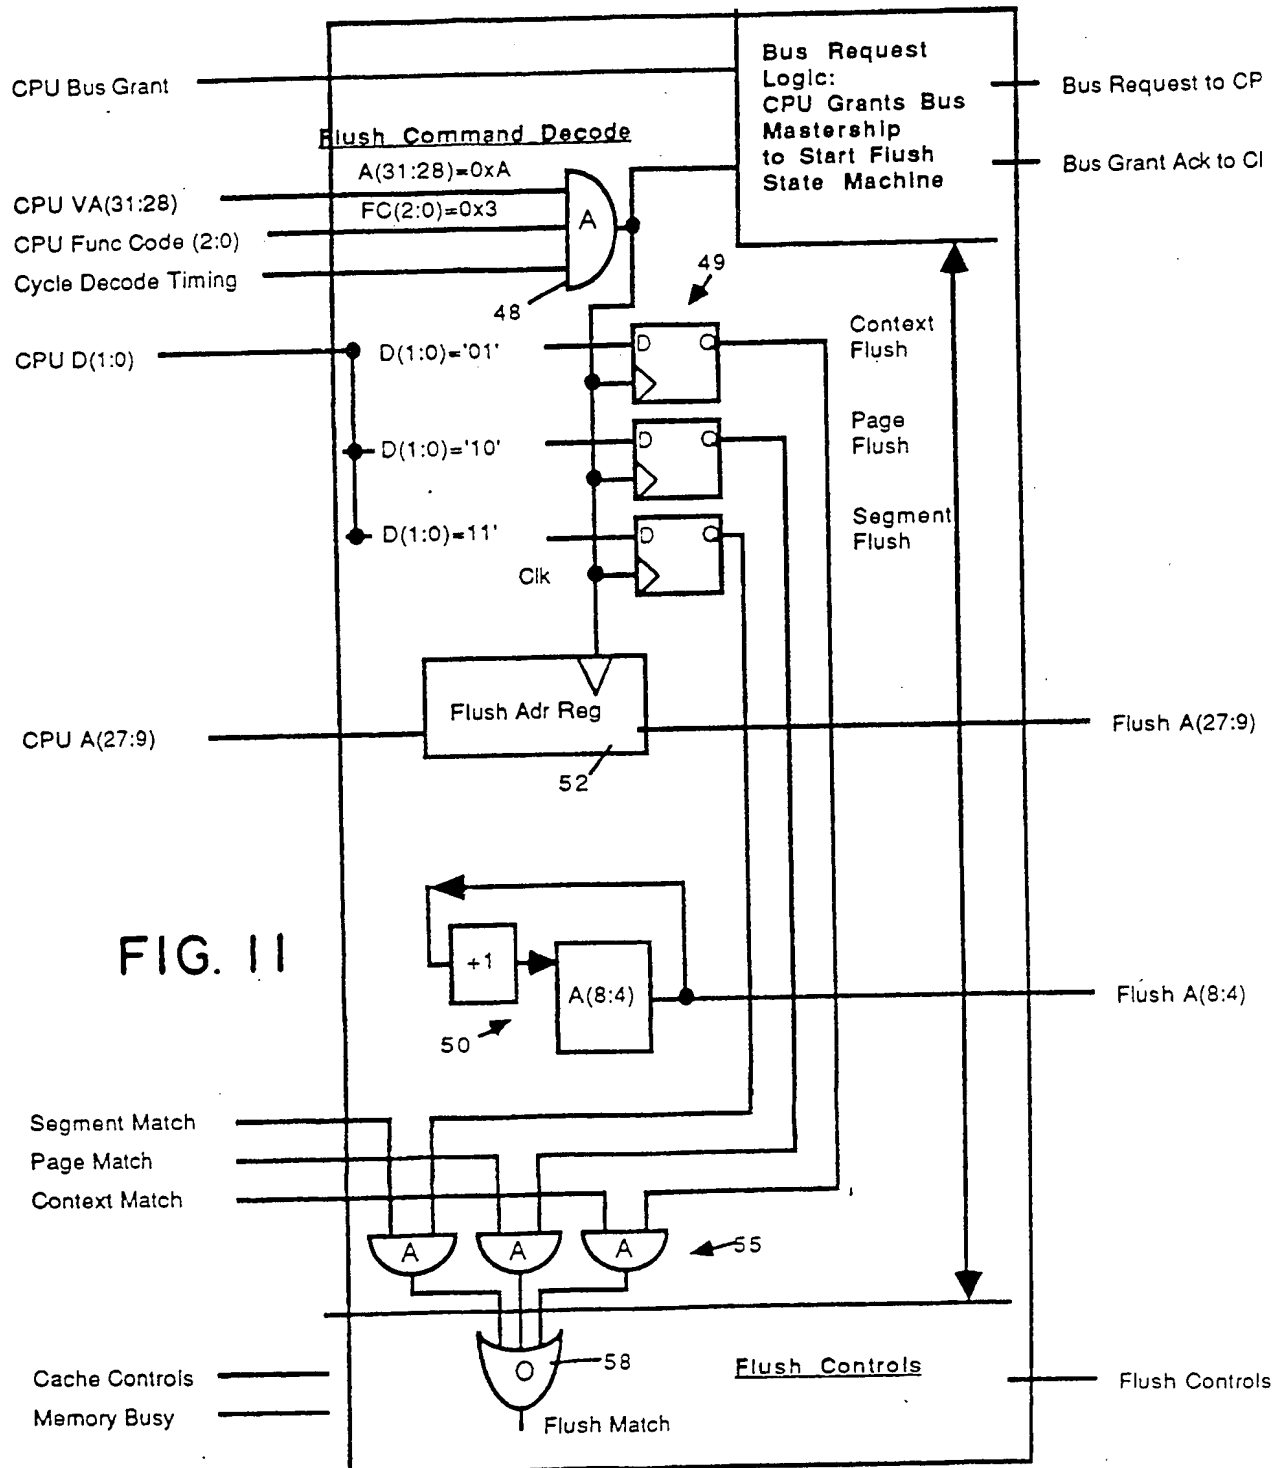 CPU Bus Grant
Bus Request
Logic:
CPU Grants Bus
Mastership
to Start Flush
State Machine
Bus Request to CP
Bus Grant Ack to CI
Flush Command Decode
A(31:28)=0xA
CPU VA(31:28)
FC(2:0)=0x3
CPU Func Code (2:0)
Cycle Decode Timing
A
48
49
CPU D(1:0)
D(1:0)='01'
D
Q
Context
Flush
D(1:0)='10'
D
Q
Page
Flush
D(1:0)=11'
D
Q
Segment
Flush
Clk
Flush Adr Reg
CPU A(27:9)
Flush A(27:9)
52
FIG. 11
+1
A(8:4)
Flush A(8:4)
50
Segment Match
Page Match
Context Match
A
A
A
55
O
58
Flush Controls
Cache Controls
Memory Busy
Flush Match
Flush Controls